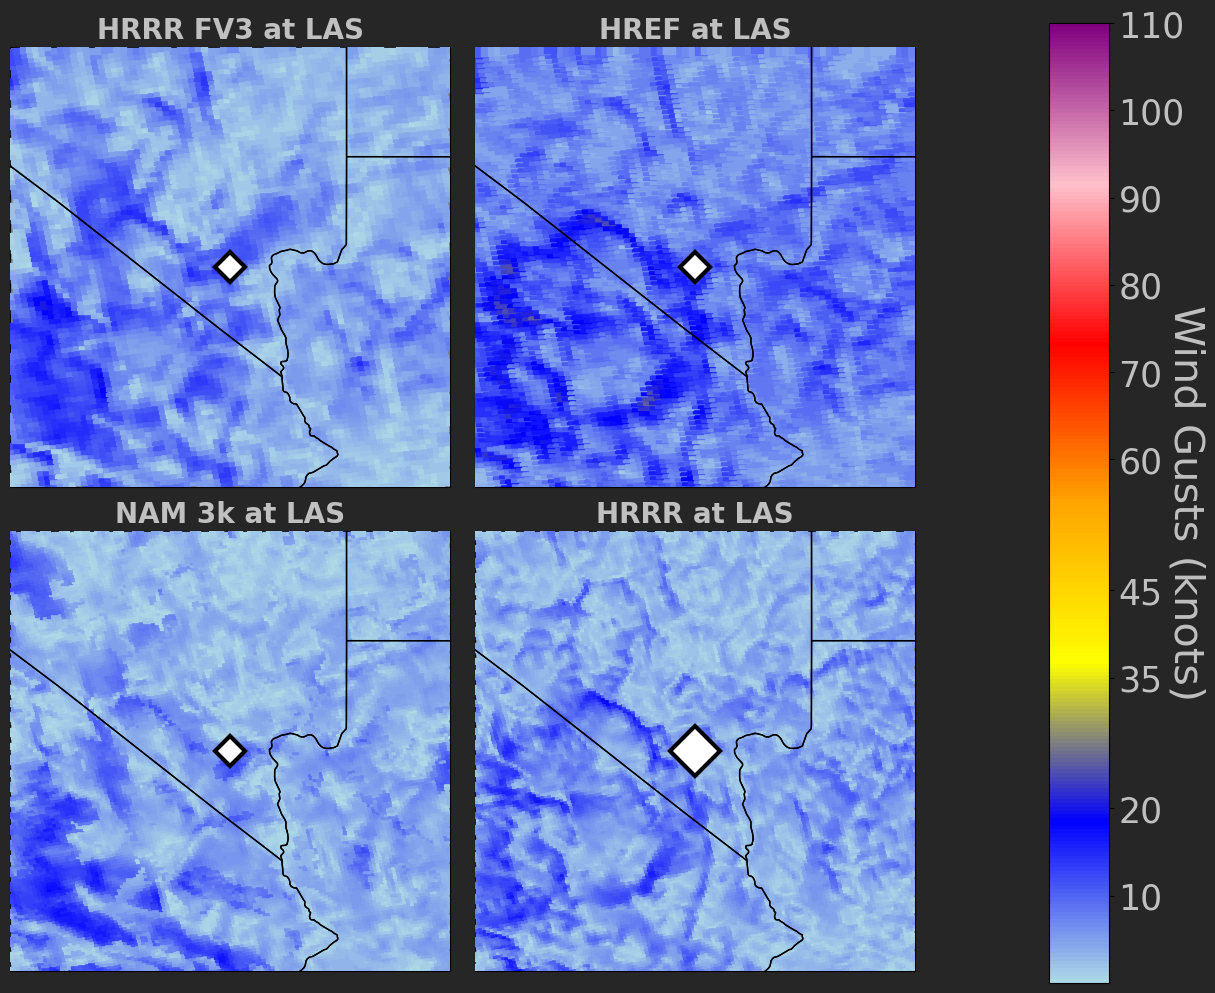 HRRR FV3 at LAS
HREF at LAS
NAM 3k at LAS
HRRR at LAS
110
100
90
80
70
60
45
35
20
10
Wind Gusts (knots)